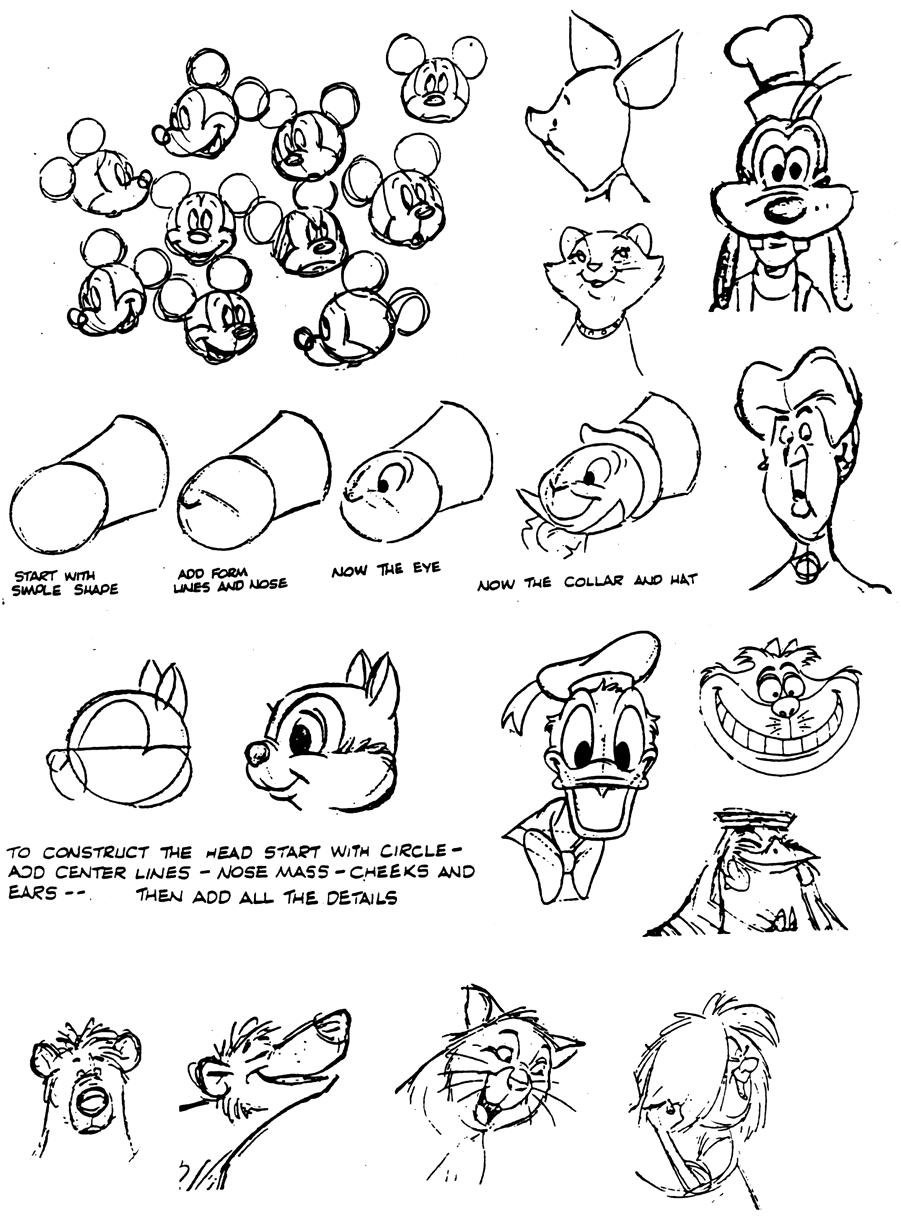 START WITH
SIMPLE SHAPE
ADD FORM
LINES AND NOSE
NOW THE EYE
NOW THE COLLAR AND HAT
TO CONSTRUCT THE HEAD START WITH CIRCLE-
ADD CENTER LINES - NOSE MASS - CHEEKS AND
EARS --. THEN ADD ALL THE DETAILS